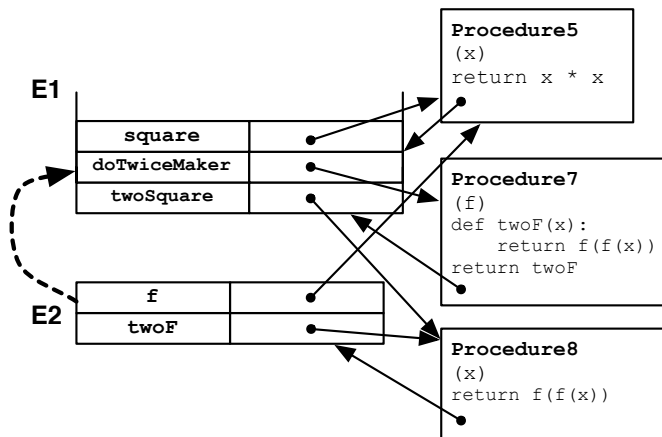 E1
square
doTwiceMaker
twoSquare
E2
f
twoF
Procedure5
(x)
return x * x
Procedure7
(f)
def twoF(x):
    return f(f(x))
return twoF
Procedure8
(x)
return f(f(x))